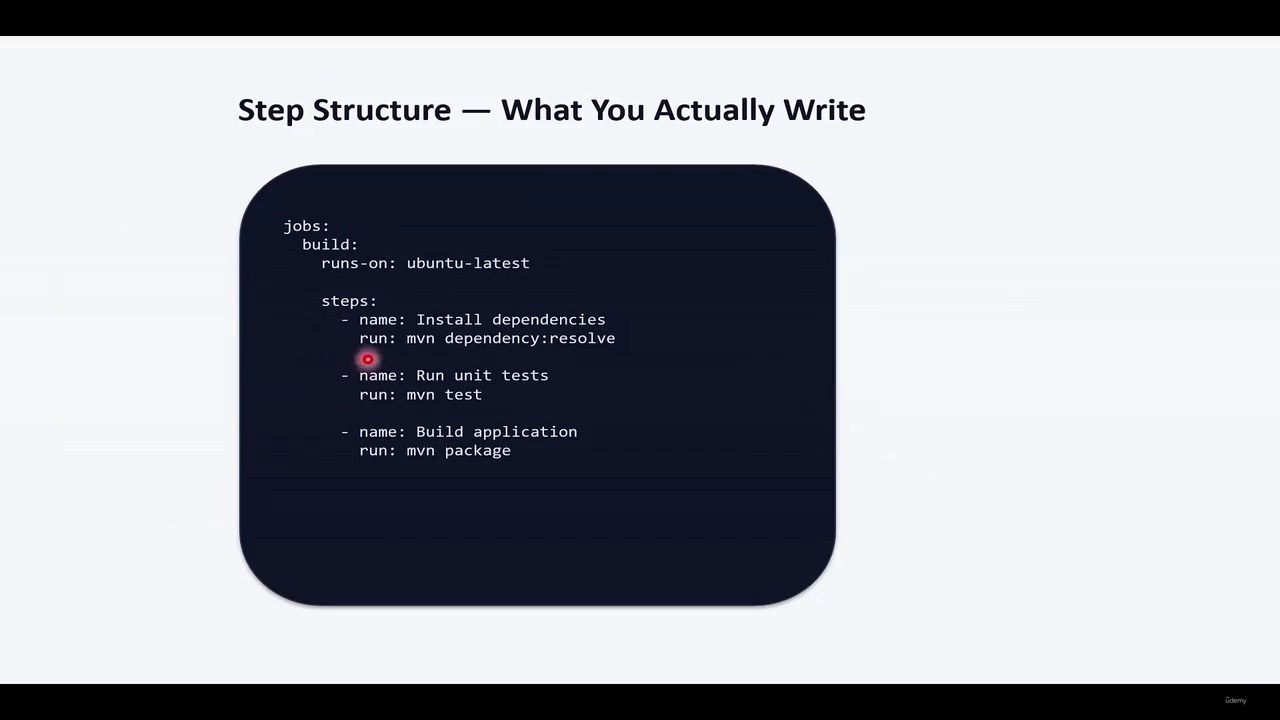 Step Structure — What You Actually Write
jobs:
  build:
    runs-on: ubuntu-latest

    steps:
      - name: Install dependencies
        run: mvn dependency:resolve

      - name: Run unit tests
        run: mvn test

      - name: Build application
        run: mvn package
ûdemy